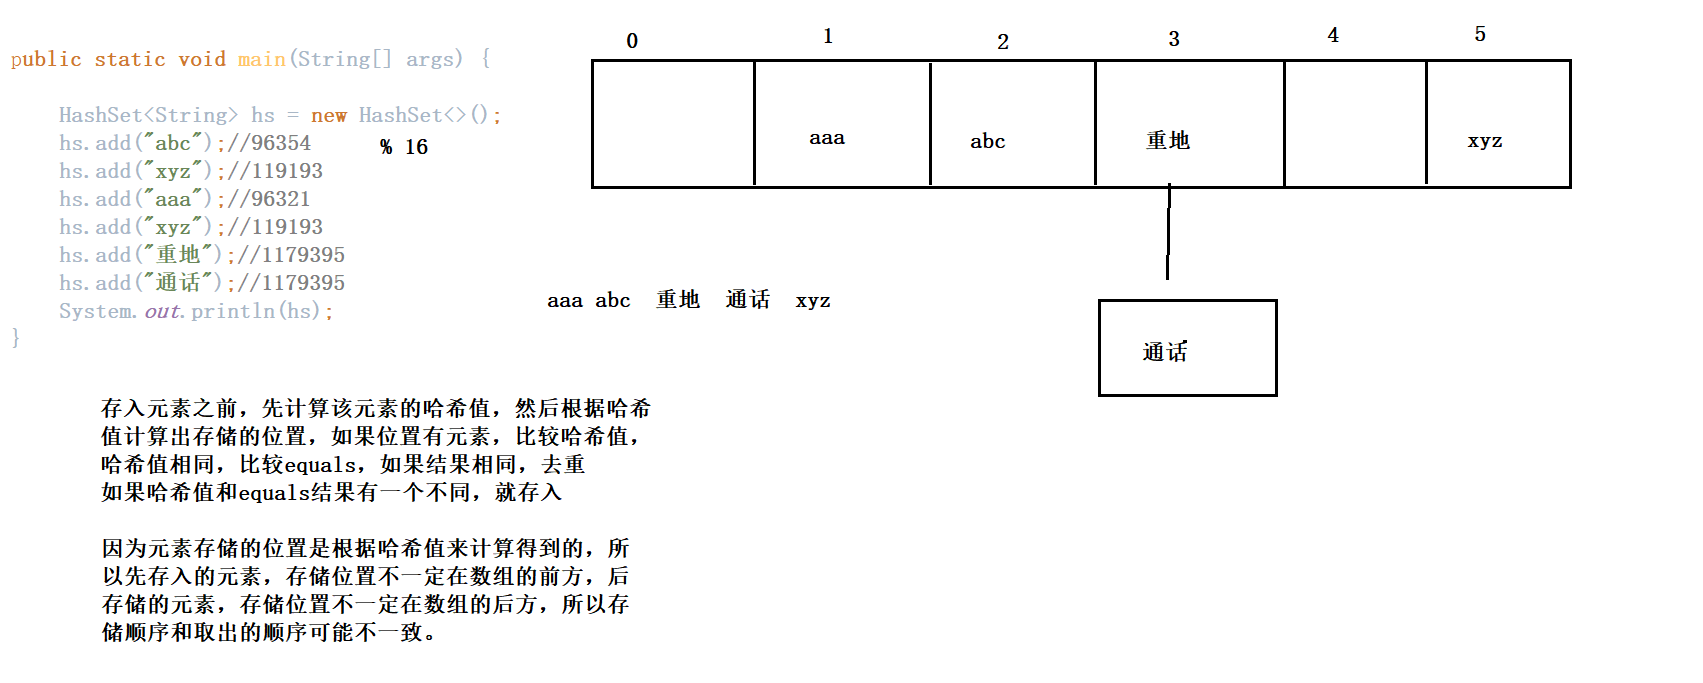 public static void main(String[] args) {
HashSet<String> hs = new HashSet<>();
hs.add("abc");//96354
% 16
hs.add("xyz");//119193
hs.add("aaa");//96321
hs.add("xyz");//119193
hs.add("重地");//1179395
hs.add("通话");//1179395
System.out.println(hs);
}
0 1 2 3 4 5
aaa abc 重地 xyz
通话
aaa abc 重地 通话 xyz
存入元素之前，先计算该元素的哈希值，然后根据哈希
值计算出存储的位置，如果位置有元素，比较哈希值，
哈希值相同，比较equals，如果结果相同，去重
如果哈希值和equals结果有一个不同，就存入
因为元素存储的位置是根据哈希值来计算得到的，所
以先存入的元素，存储位置不一定在数组的前方，后
存储的元素，存储位置不一定在数组的后方，所以存
储顺序和取出的顺序可能不一致。